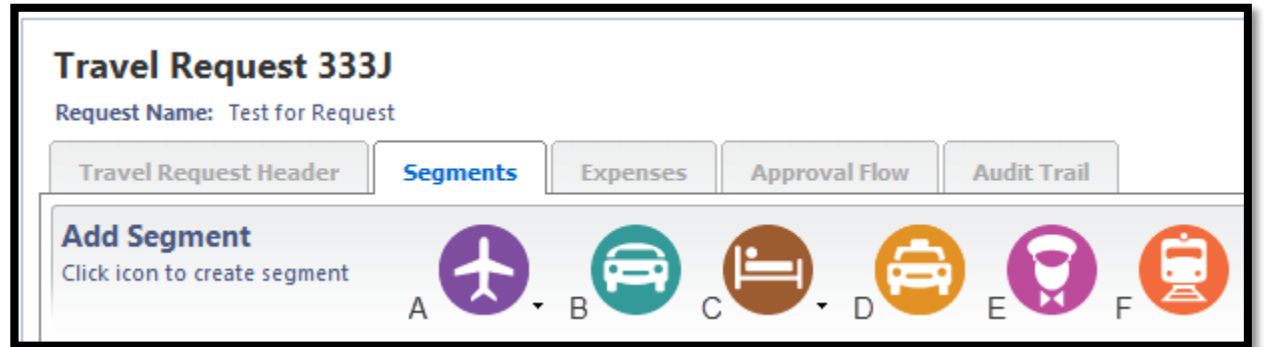 Travel Request 333J
Request Name: Test for Request
Travel Request Header Segments Expenses Approval Flow Audit Trail
Add Segment
Click icon to create segment
A B C D E F